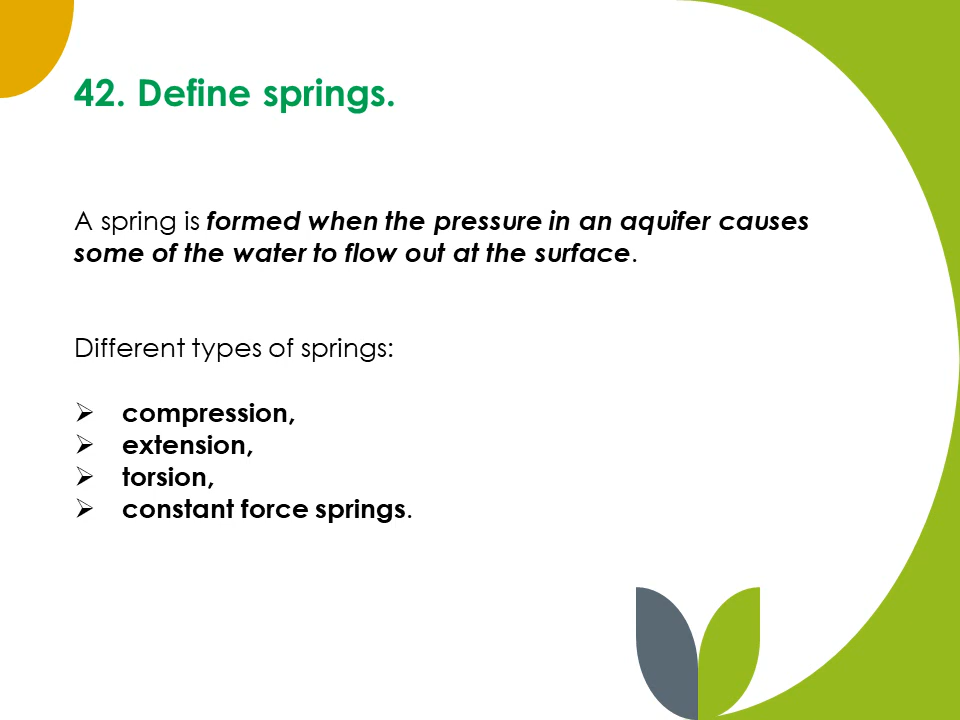 42. Define springs.
A spring is formed when the pressure in an aquifer causes
some of the water to flow out at the surface.
Different types of springs:
➢ compression,
➢ extension,
➢ torsion,
➢ constant force springs.